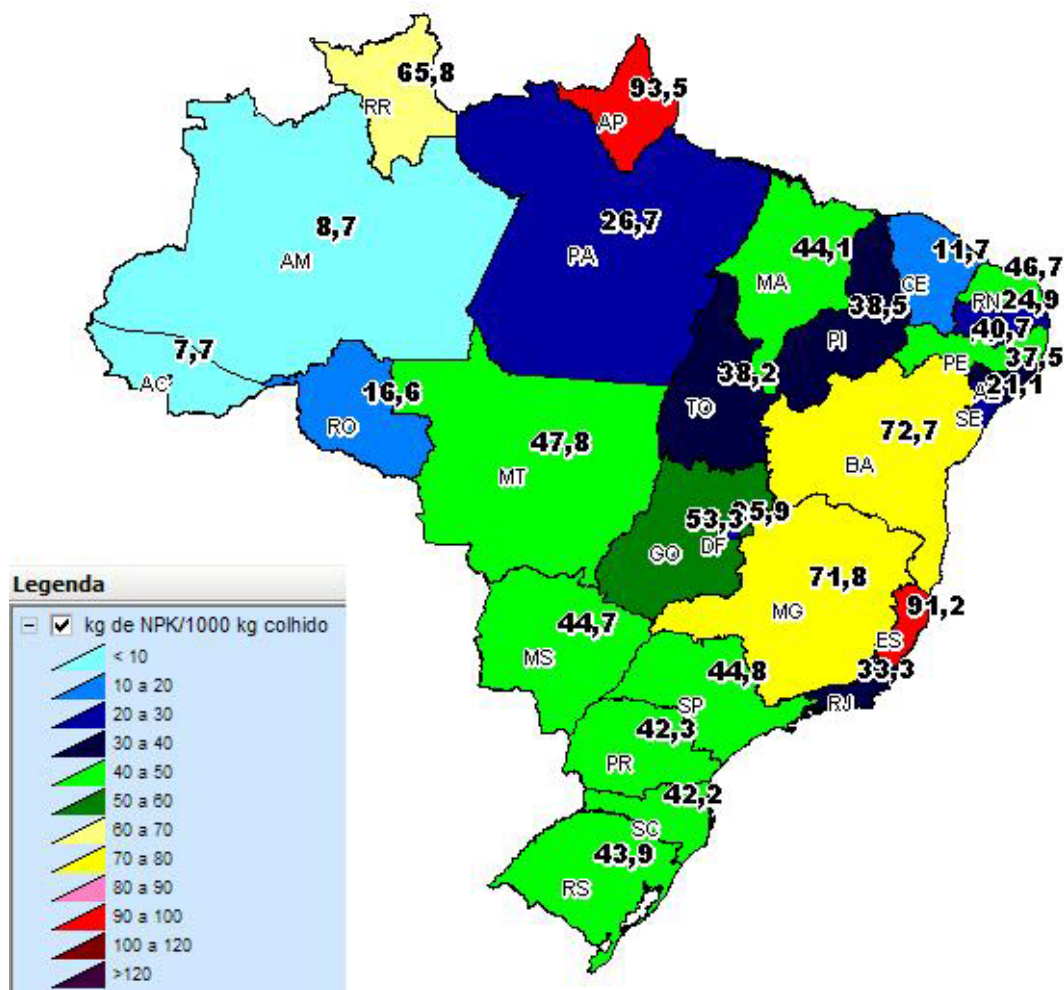 65,8
RR
93,5
AP
8,7
AM
26,7
PA
44,1
MA
11,7
CE
46,7
RN
24,9
38,5
PI
40,7
PE
37,5
21,1
SE
7,7
AC
16,6
RO
38,2
TO
47,8
MT
72,7
BA
53,3
GO
DF
71,8
MG
91,2
ES
33,3
RJ
44,7
MS
44,8
SP
42,3
PR
42,2
SC
43,9
RS
Legenda
kg de NPK/1000 kg colhido
< 10
10 a 20
20 a 30
30 a 40
40 a 50
50 a 60
60 a 70
70 a 80
80 a 90
90 a 100
100 a 120
>120